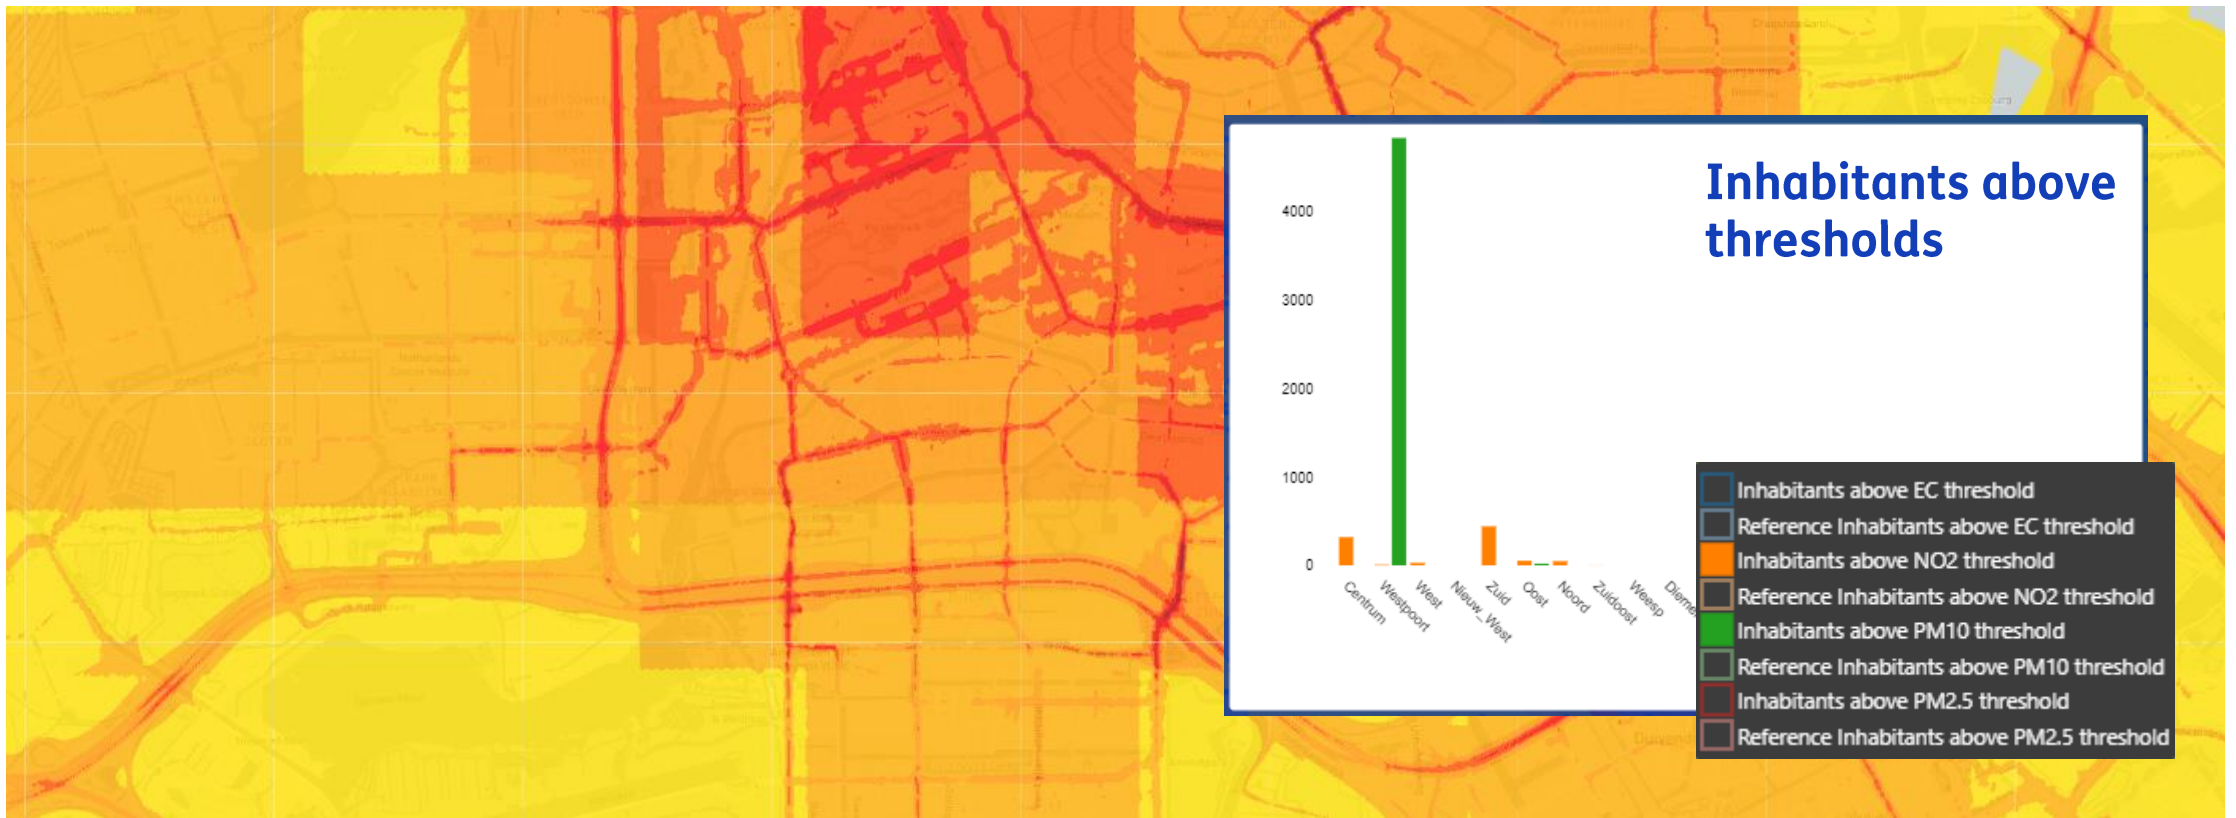 Inhabitants above
thresholds
4000
3000
2000
1000
0
Centrum
Westpoort
West
Nieuw_West
Zuid
Oost
Noord
Zuidoost
Weesp
Inhabitants above EC threshold
Reference Inhabitants above EC threshold
Inhabitants above NO2 threshold
Reference Inhabitants above NO2 threshold
Inhabitants above PM10 threshold
Reference Inhabitants above PM10 threshold
Inhabitants above PM2.5 threshold
Reference Inhabitants above PM2.5 threshold